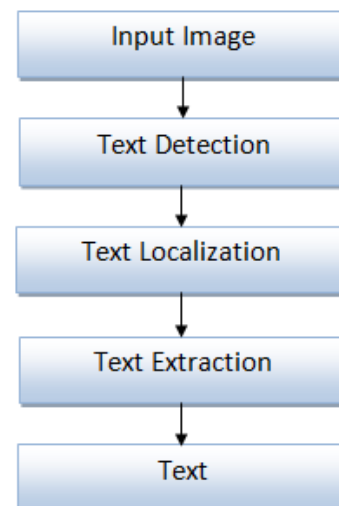 Input Image
Text Detection
Text Localization
Text Extraction
Text